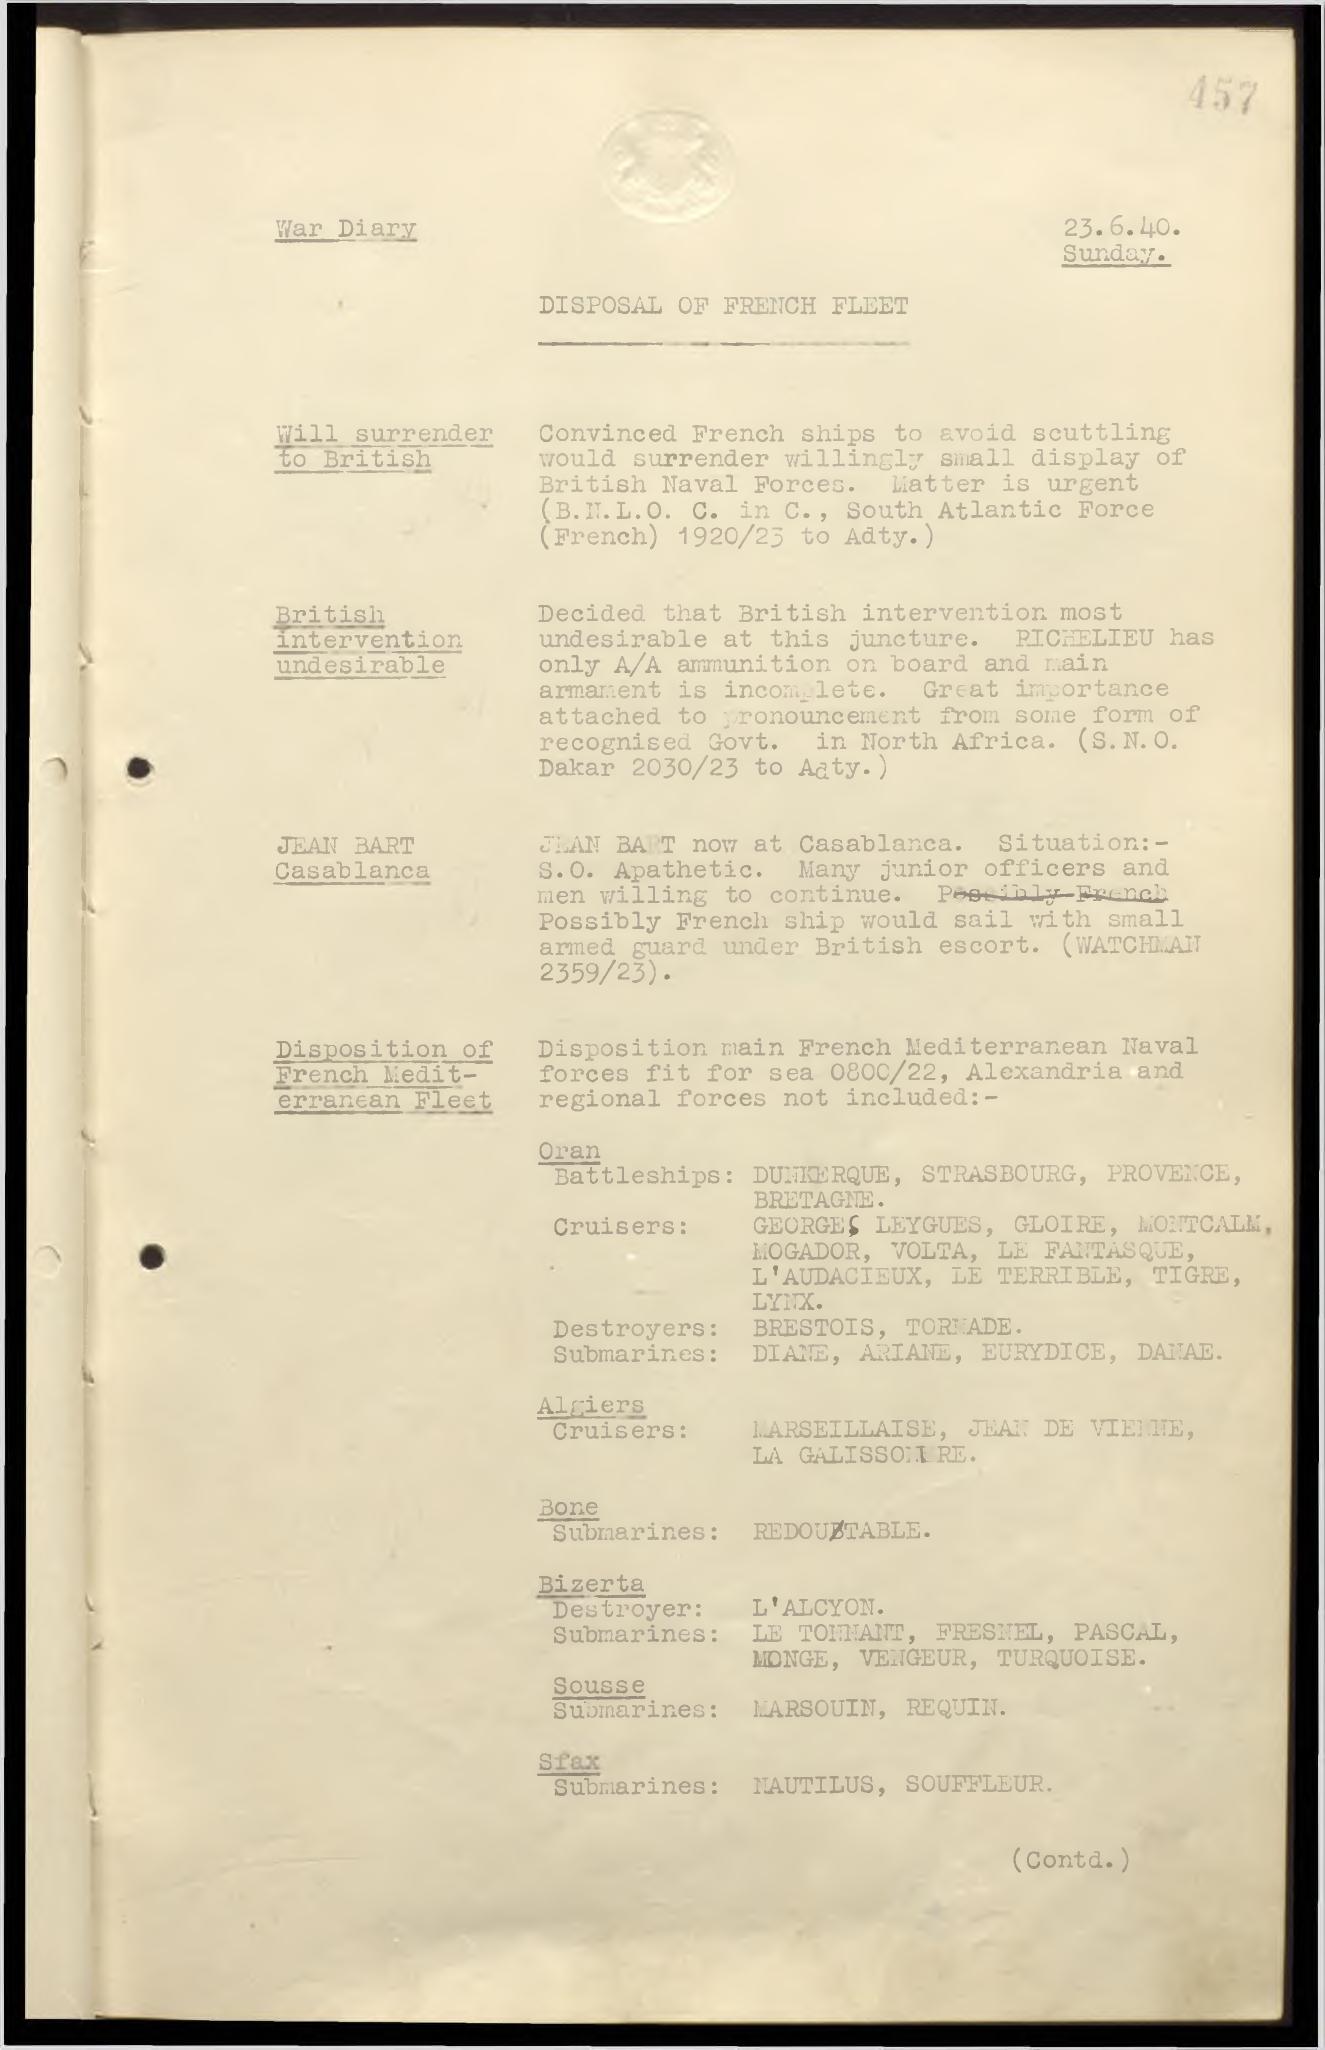 457
War Diary
23.6.40.
Sunday.
DISPOSAL OF FRENCH FLEET
Will surrender
to British
Convinced French ships to avoid scuttling
would surrender willingly small display of
British Naval Forces. Matter is urgent
(B.N.L.O. C. in C., South Atlantic Force
(French) 1920/23 to Adty.)
British
intervention
undesirable
Decided that British intervention most
undesirable at this juncture. RICHELIEU has
only A/A ammunition on board and main
armament is incomplete. Great importance
attached to pronouncement from some form of
recognised Govt. in North Africa. (S.N.O.
Dakar 2030/23 to Adty.)
JEAN BART
Casablanca
JEAN BART now at Casablanca. Situation:-
S.O. Apathetic. Many junior officers and
men willing to continue. Possibly French
Possibly French ship would sail with small
armed guard under British escort. (WATCHMAN
2359/23).
Disposition of
French Medit-
erranean Fleet
Disposition main French Mediterranean Naval
forces fit for sea 0800/22, Alexandria and
regional forces not included:-
Oran
Battleships: DUNKERQUE, STRASBOURG, PROVENCE,
BRETAGNE.
Cruisers: GEORGES LEYGUES, GLOIRE, MONTCALM,
MOGADOR, VOLTA, LE FANTASQUE,
L'AUDACIEUX, LE TERRIBLE, TIGRE,
LYNX.
Destroyers: BRESTOIS, TORNADE.
Submarines: DIANE, ARIANE, EURYDICE, DANAE.
Algiers
Cruisers: MARSEILLAISE, JEAN DE VIENNE,
LA GALISSONIERE.
Bone
Submarines: REDOUBTABLE.
Bizerta
Destroyer: L'ALCYON.
Submarines: LE TONNANT, FRESNEL, PASCAL,
MONGE, VENGEUR, TURQUOISE.
Sousse
Submarines: MARSOUIN, REQUIN.
Sfax
Submarines: NAUTILUS, SOUFFLEUR.
(Contd.)